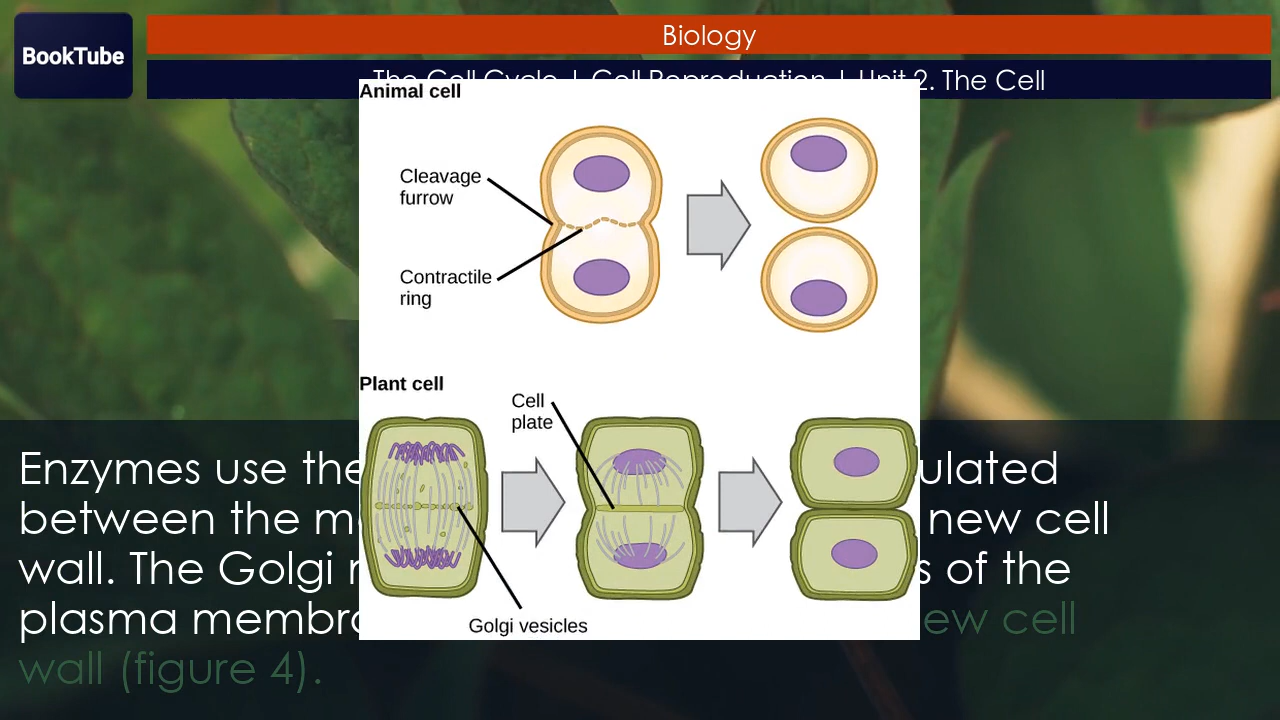 BookTube
Biology
The Cell Cycle | Cell Reproduction | Unit 2. The Cell
Animal cell
Cleavage
furrow
Contractile
ring
Plant cell
Cell
plate
Golgi vesicles
Enzymes use the ulated
between the m new cell
wall. The Golgi s of the
plasma membra ew cell
wall (figure 4).